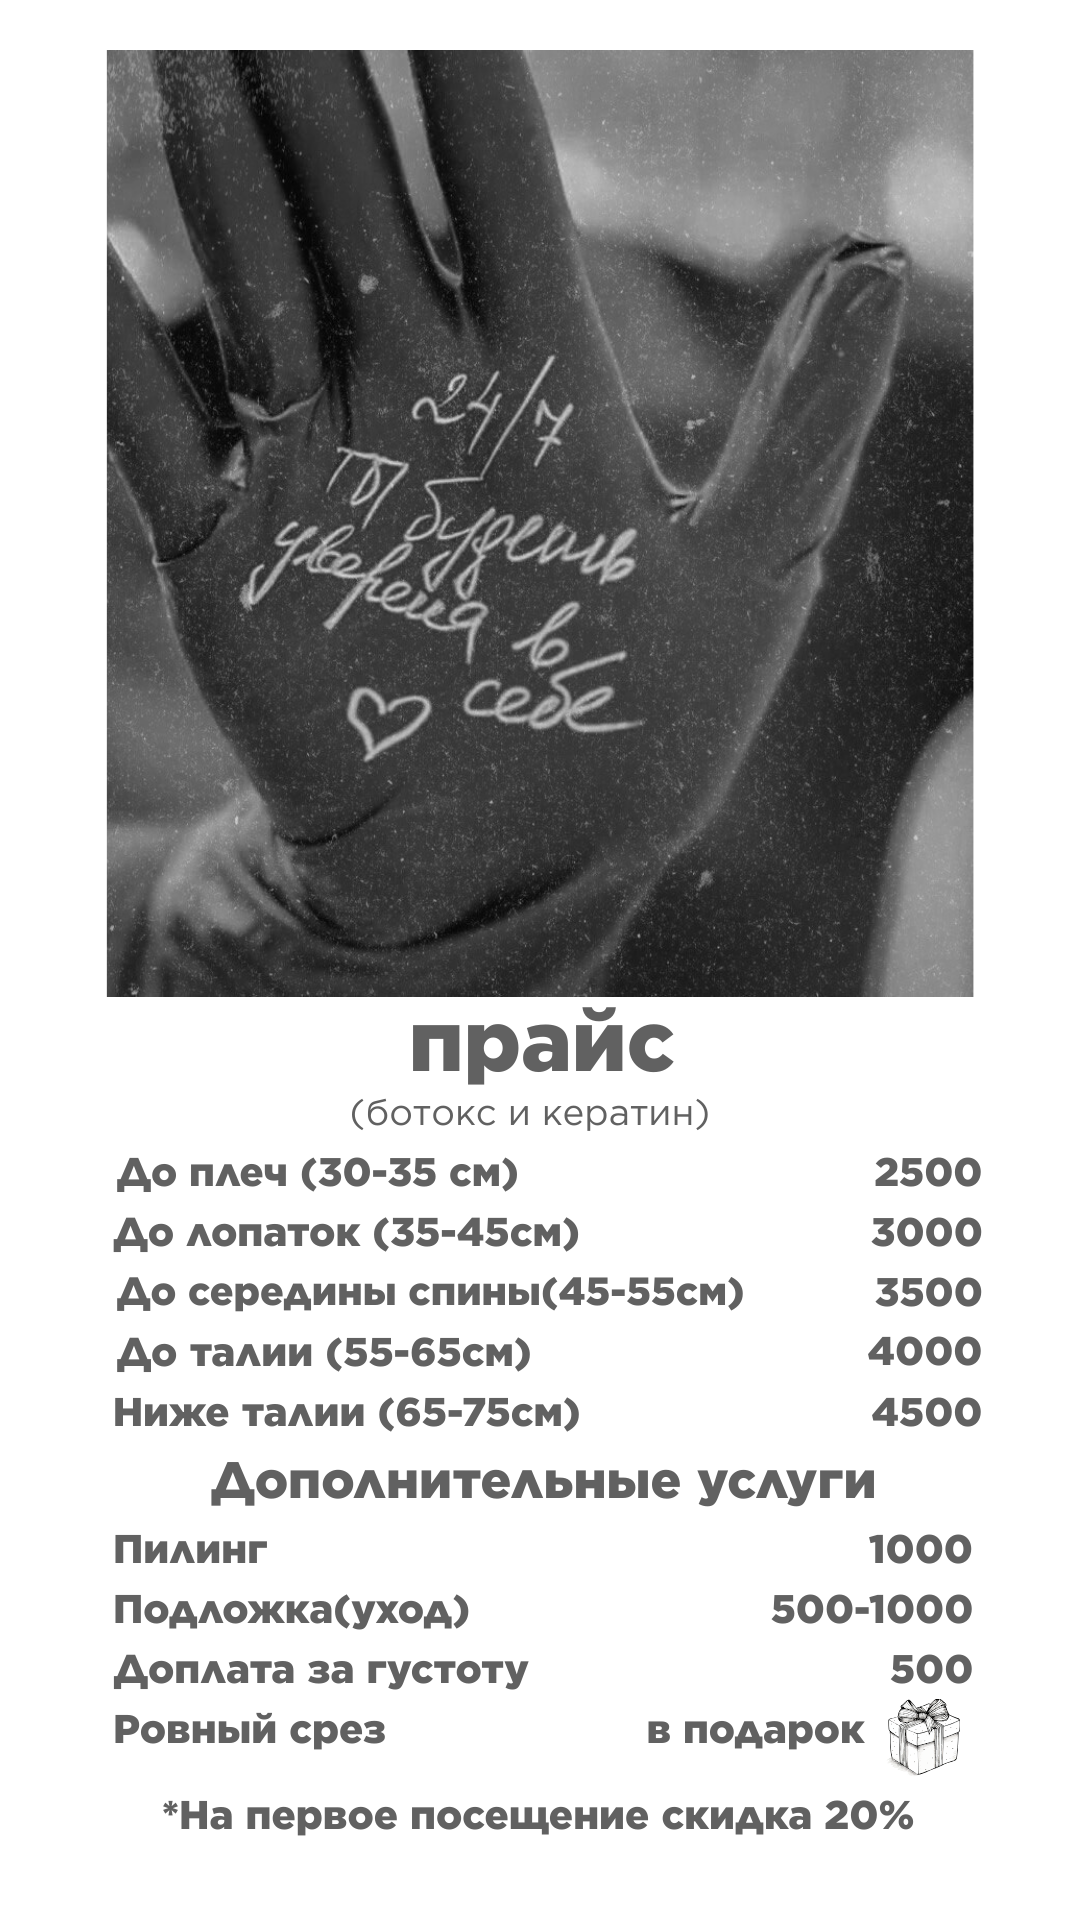 24/7
ты будешь
уверена в
себе
прайс
(ботокс и кератин)
До плеч (30-35 см) 2500
До лопаток (35-45см) 3000
До середины спины(45-55см) 3500
До талии (55-65см) 4000
Ниже талии (65-75см) 4500
Дополнительные услуги
Пилинг 1000
Подложка(уход) 500-1000
Доплата за густоту 500
Ровный срез в подарок
*На первое посещение скидка 20%